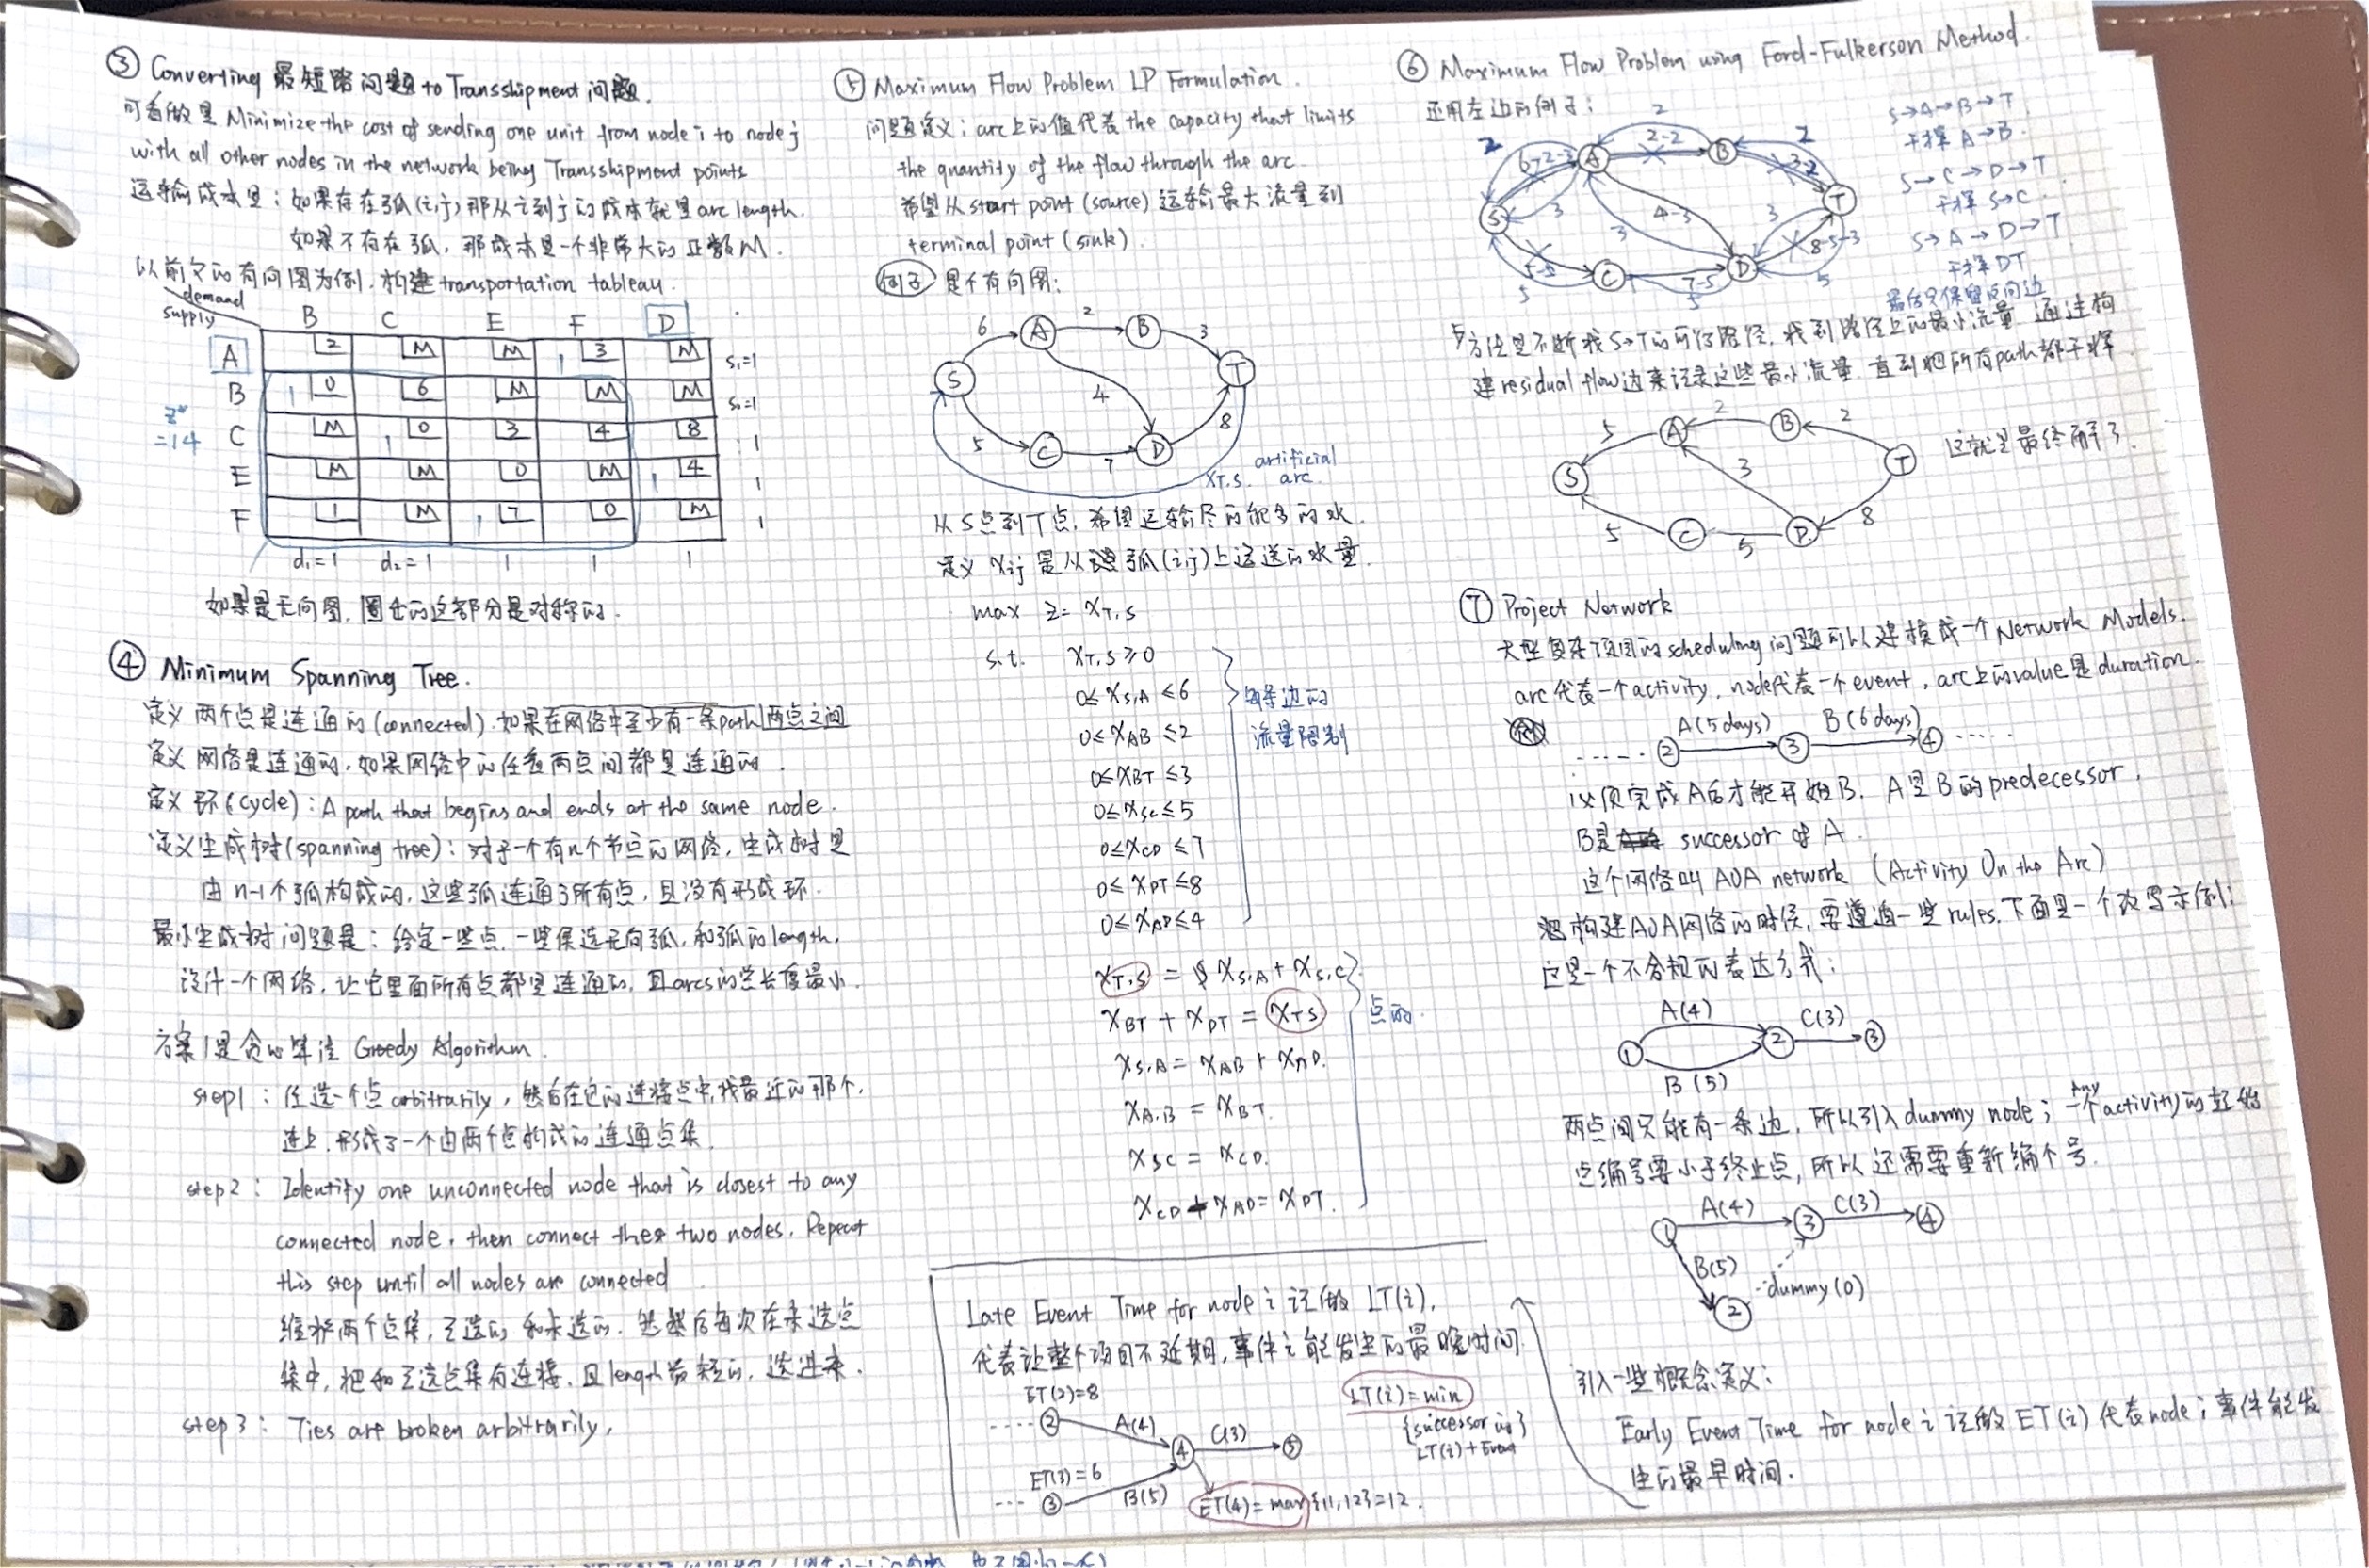 ③ Converting 最短路问题 to Transshipment 问题.
可看做是 Minimize the cost of sending one unit from node i to node j
with all other nodes in the network being Transshipment points
运输成本是：如果存在弧(i,j) 那从i到j的成本就是 arc length.
如果不存在弧，那成本是一个非常大的正数M.
以前文的有向图为例，构建 transportation tableau.
demand
supply
B C E F D
A 2 M M 1 3 M S₁=1
B 1 0 6 M M M S₂=1
C M 1 0 3 4 8 1
E M M 0 M 1 4 1
F 1 M 1 7 0 M 1
d₁=1 d₂=1 1 1 1
z*
=14
如果是无向图，圈出的这部分是对称的.
④ Minimum Spanning Tree.
定义 两个点是连通的(connected). 如果在网络中至少有一条path 两点之间
定义 网络是连通的，如果网络中的任意两点间都是连通的.
定义 环(cycle): A path that begins and ends at the same node.
定义 生成树(spanning tree): 对于一个有n个节点的网络，生成树是
由 n-1个弧构成的，这些弧连通了所有点，且没有形成环.
最小生成树问题是：给定一些点，一些候选无向弧，和弧的length,
设计一个网络，让它里面所有点都是连通的，且arcs的总长度最小.
方案1是贪心算法 Greedy Algorithm.
step1: 任选一个点 arbitrarily, 然后在它的连接点中，找最近的那个，
连上，形成了一个由两个点构成的连通点集.
step2: Identify one unconnected node that is closest to any
connected node, then connect these two nodes. Repeat
this step until all nodes are connected
维护两个点集，已选的和未选的. 然后每次在未选点
集中，把和已选点集有连接，且length最短的，选进来.
step3: Ties are broken arbitrarily,
⑤ Maximum Flow Problem LP Formulation.
问题定义：arc上的值代表 the capacity that limits
the quantity of the flow through the arc.
希望从 start point (source) 运输最大流量到
terminal point (sink).
例子 是个有向图：
6 A 2 B 3
S T
4
5 C 7 D 8
X_{T,S}. artificial
arc
从S点到T点，希望运输尽可能多的水.
定义 X_{ij} 是从弧(i,j)上运送的水量.
max z = X_{T,S}
s.t. X_{T,S} ≥ 0
0 ≤ X_{S,A} ≤ 6
0 ≤ X_{AB} ≤ 2
0 ≤ X_{BT} ≤ 3
0 ≤ X_{SC} ≤ 5
0 ≤ X_{CD} ≤ 7
0 ≤ X_{DT} ≤ 8
0 ≤ X_{AD} ≤ 4
每条边的
流量限制
X_{T,S} = X_{S,A} + X_{S,C}
X_{BT} + X_{DT} = X_{TS}
X_{S,A} = X_{AB} + X_{AD}.
X_{A,B} = X_{BT}.
X_{SC} = X_{CD}.
X_{CD} + X_{AD} = X_{DT}.
点的
Late Event Time for node i 记做 LT(i),
代表让整个项目不延期，事件i能发生的最晚时间.
ET(2)=8
② A(4)
④ C(3) ⑤
ET(3)=6
③ B(5)
ET(4) = max{11,12}=12.
LT(i) = min
{successor的}
LT(i) + Event
⑥ Maximum Flow Problem using Ford-Fulkerson Method.
还用左边的例子：
2
2 6-2-3 A 2-2 B 2
3-2
S 3 4-3 3 3 T
5-5 C 7-5 D 8-5-3
5 5 5
S→A→B→T
干掉 A→B.
S→C→D→T
干掉 S→C.
S→A→D→T
干掉 DT
最后只保留反向边
方法是不断找S→T的可行路径，找到路径上的最小流量，通过构
建 residual flow 边来记录这些最小流量，直到把所有path都干掉
5 A 2 B 2
S 3 T
5 C 5 D 8
这就是最终解了.
⑦ Project Network
大型复杂项目的 scheduling 问题可以建模成一个 Network Models.
arc 代表一个 activity, node代表一个 event, arc上的value是duration.
..... ② A(5 days) ③ B(6 days) ④ .....
必须完成A后才能开始B. A是B的predecessor,
B是 successor of A.
这个网络叫 AOA network (Activity On the Arc)
构建AOA网络的时候，要遵循一些rules. 下面是一个改写示例：
这是一个不合规的表达方式：
A(4)
① ② C(3) ③
B(5)
两点间只能有一条边，所以引入 dummy node; 一个 any activity的起始
点编号要小于终止点，所以还需要重新编个号.
① A(4) ③ C(3) ④
B(5)
② dummy(0)
引入一些概念定义：
Early Event Time for node i 记做 ET(i) 代表node i 事件能发
生的最早时间.